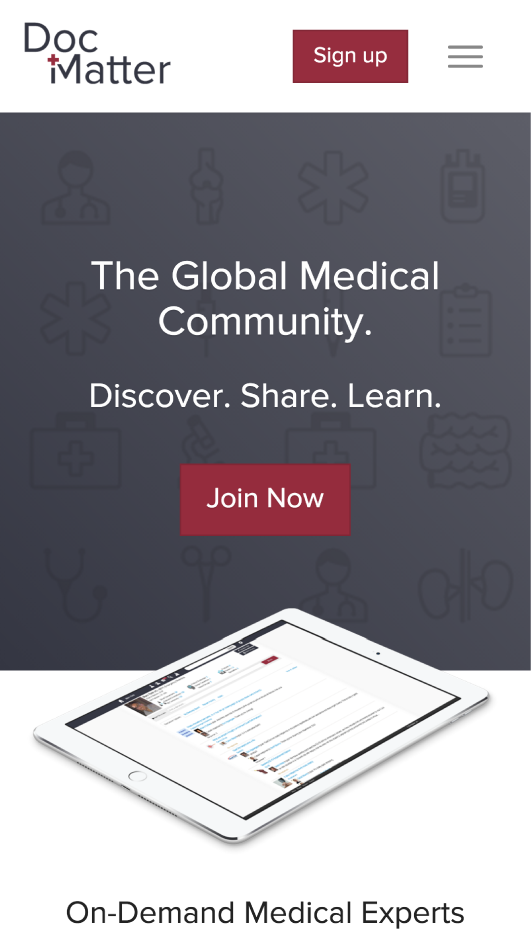 Doc
Matter
Sign up
The Global Medical
Community.
Discover. Share. Learn.
Join Now
On-Demand Medical Experts